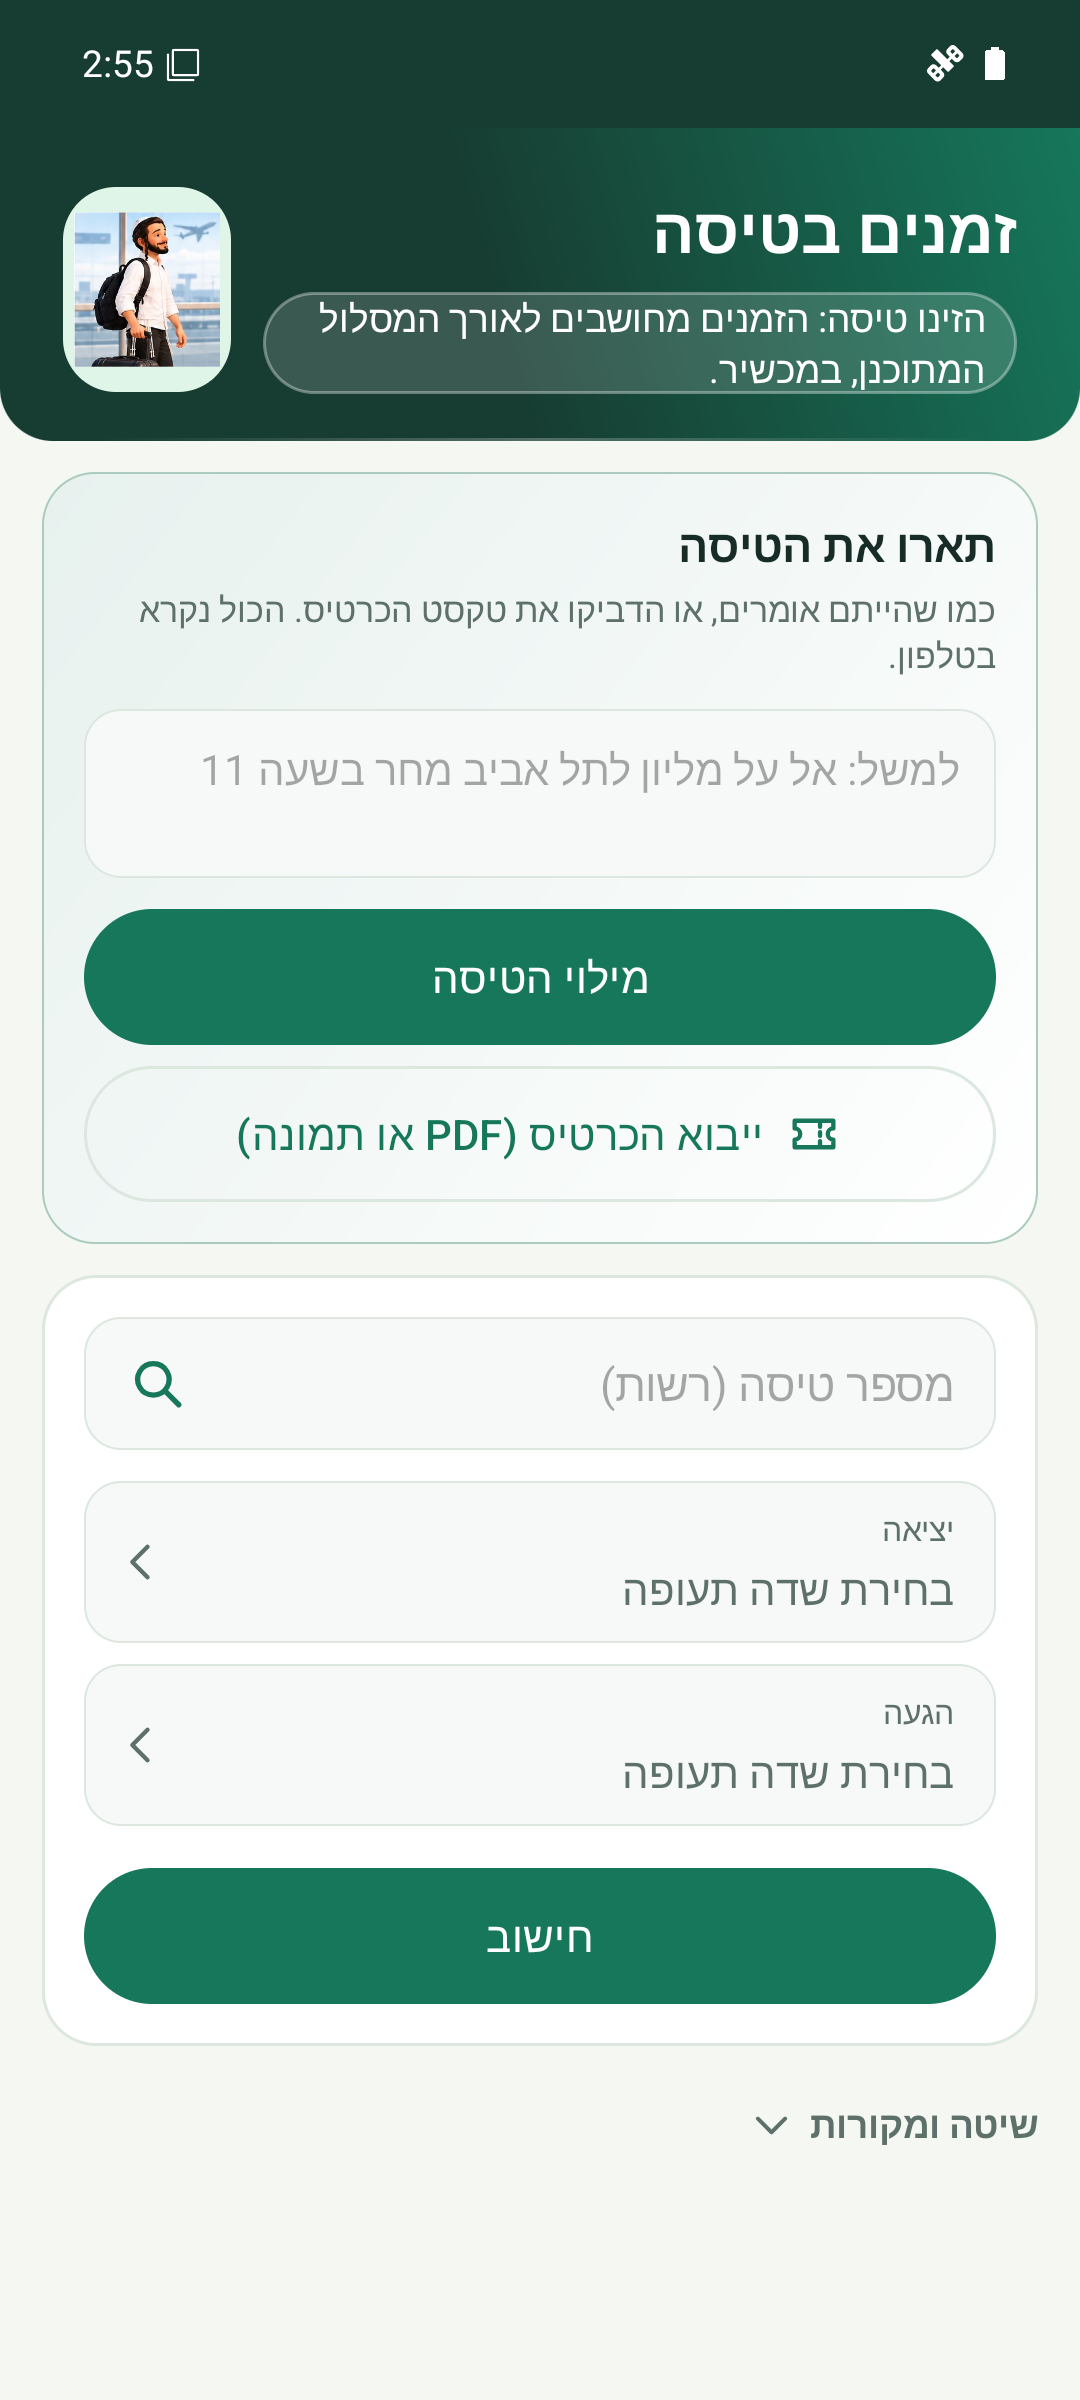 2:55
זמנים בטיסה
הזינו טיסה: הזמנים מחושבים לאורך המסלול
המתוכנן, במכשיר.
תארו את הטיסה
כמו שהייתם אומרים, או הדביקו את טקסט הכרטיס. הכול נקרא
בטלפון.
למשל: אל על מליון לתל אביב מחר בשעה 11
מילוי הטיסה
ייבוא הכרטיס (PDF או תמונה)
מספר טיסה (רשות)
יציאה
בחירת שדה תעופה
הגעה
בחירת שדה תעופה
חישוב
שיטה ומקורות